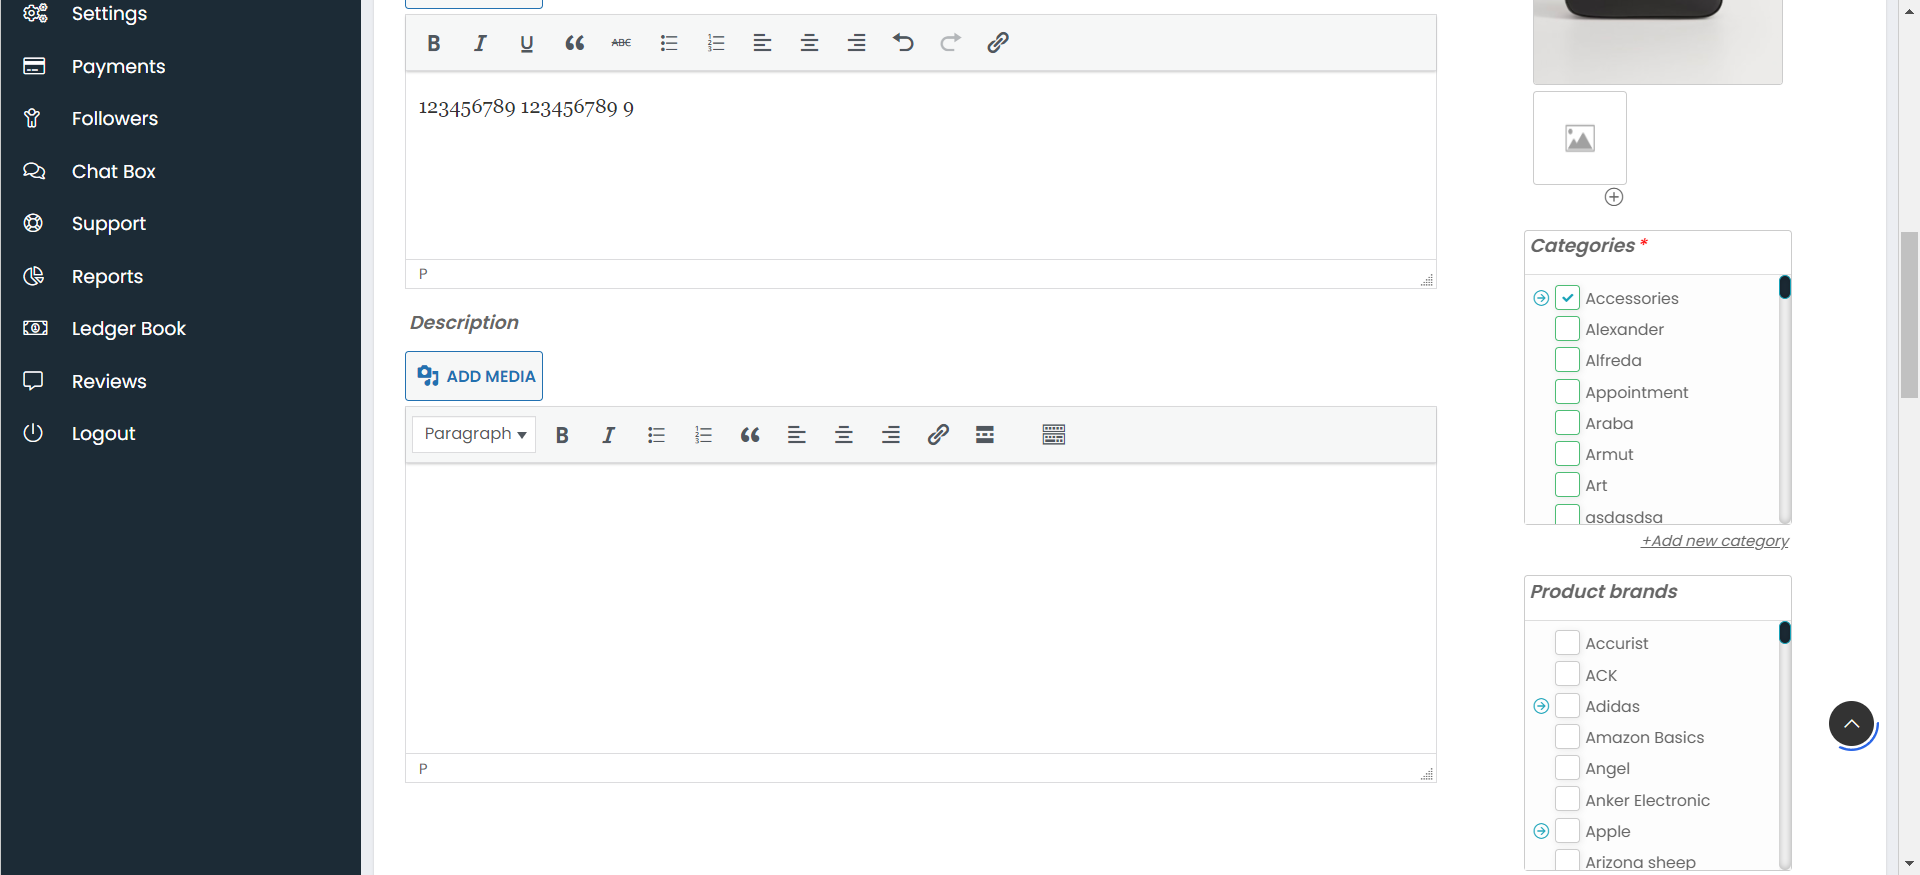 Settings
Payments
Followers
Chat Box
Support
Reports
Ledger Book
Reviews
Logout
ABC
123456789 123456789 9
P
Description
ADD MEDIA
Paragraph
P
Categories *
Accessories
Alexander
Alfreda
Appointment
Araba
Armut
Art
asdasdsa
+Add new category
Product brands
Accurist
ACK
Adidas
Amazon Basics
Angel
Anker Electronic
Apple
Arizona sheep